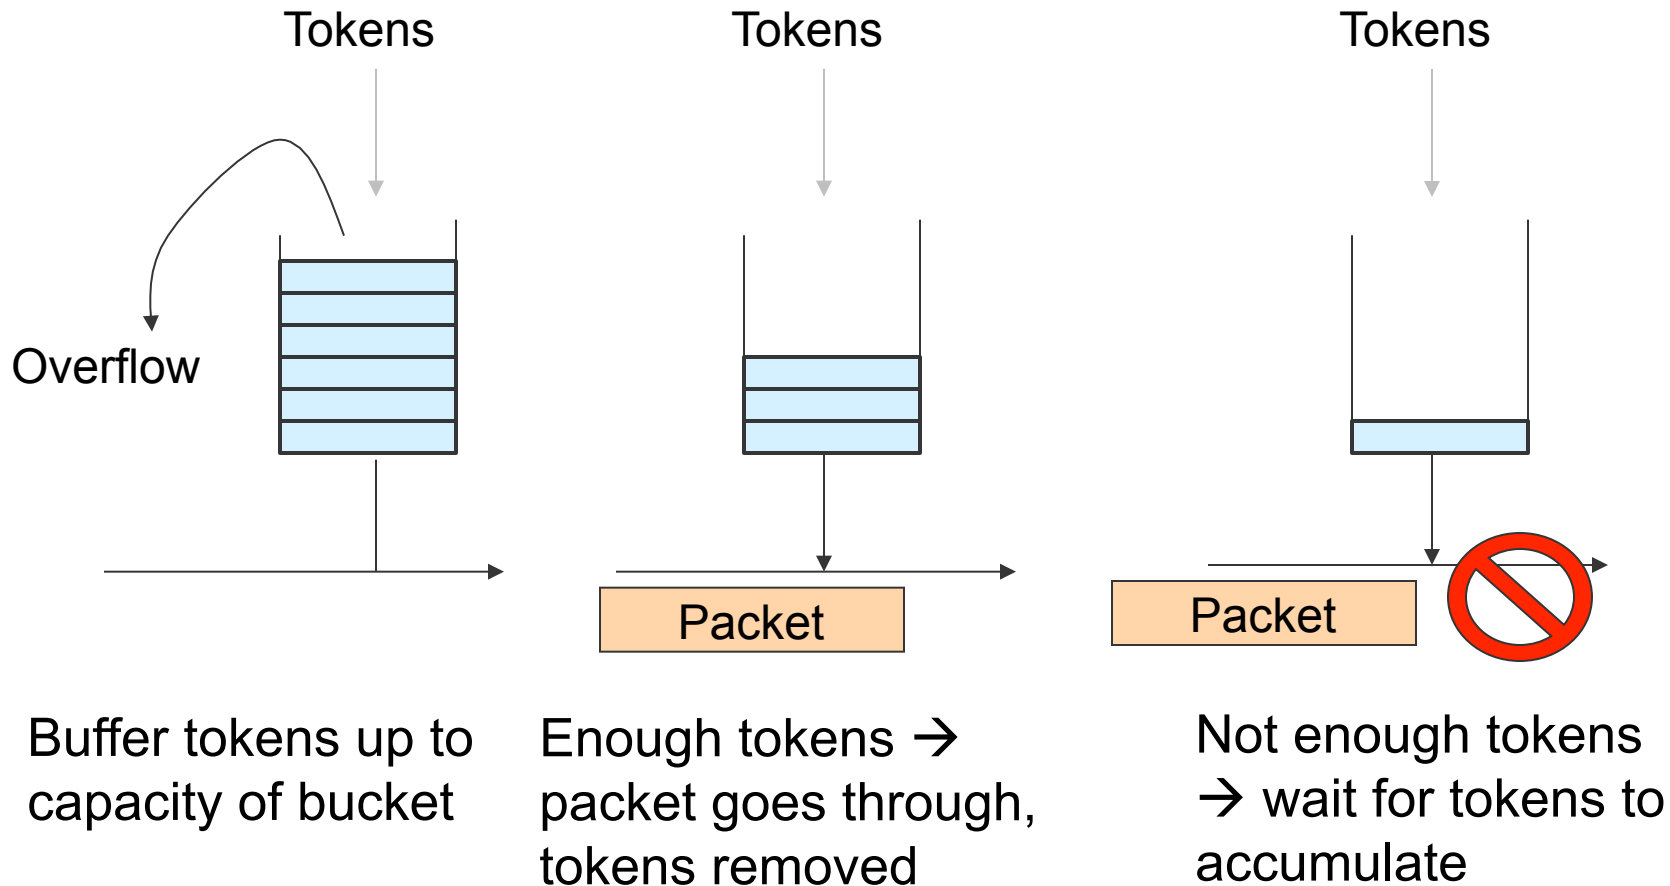 Tokens
Tokens
Tokens
Overflow
Packet
Packet
Buffer tokens up to
capacity of bucket
Enough tokens →
packet goes through,
tokens removed
Not enough tokens
→ wait for tokens to
accumulate